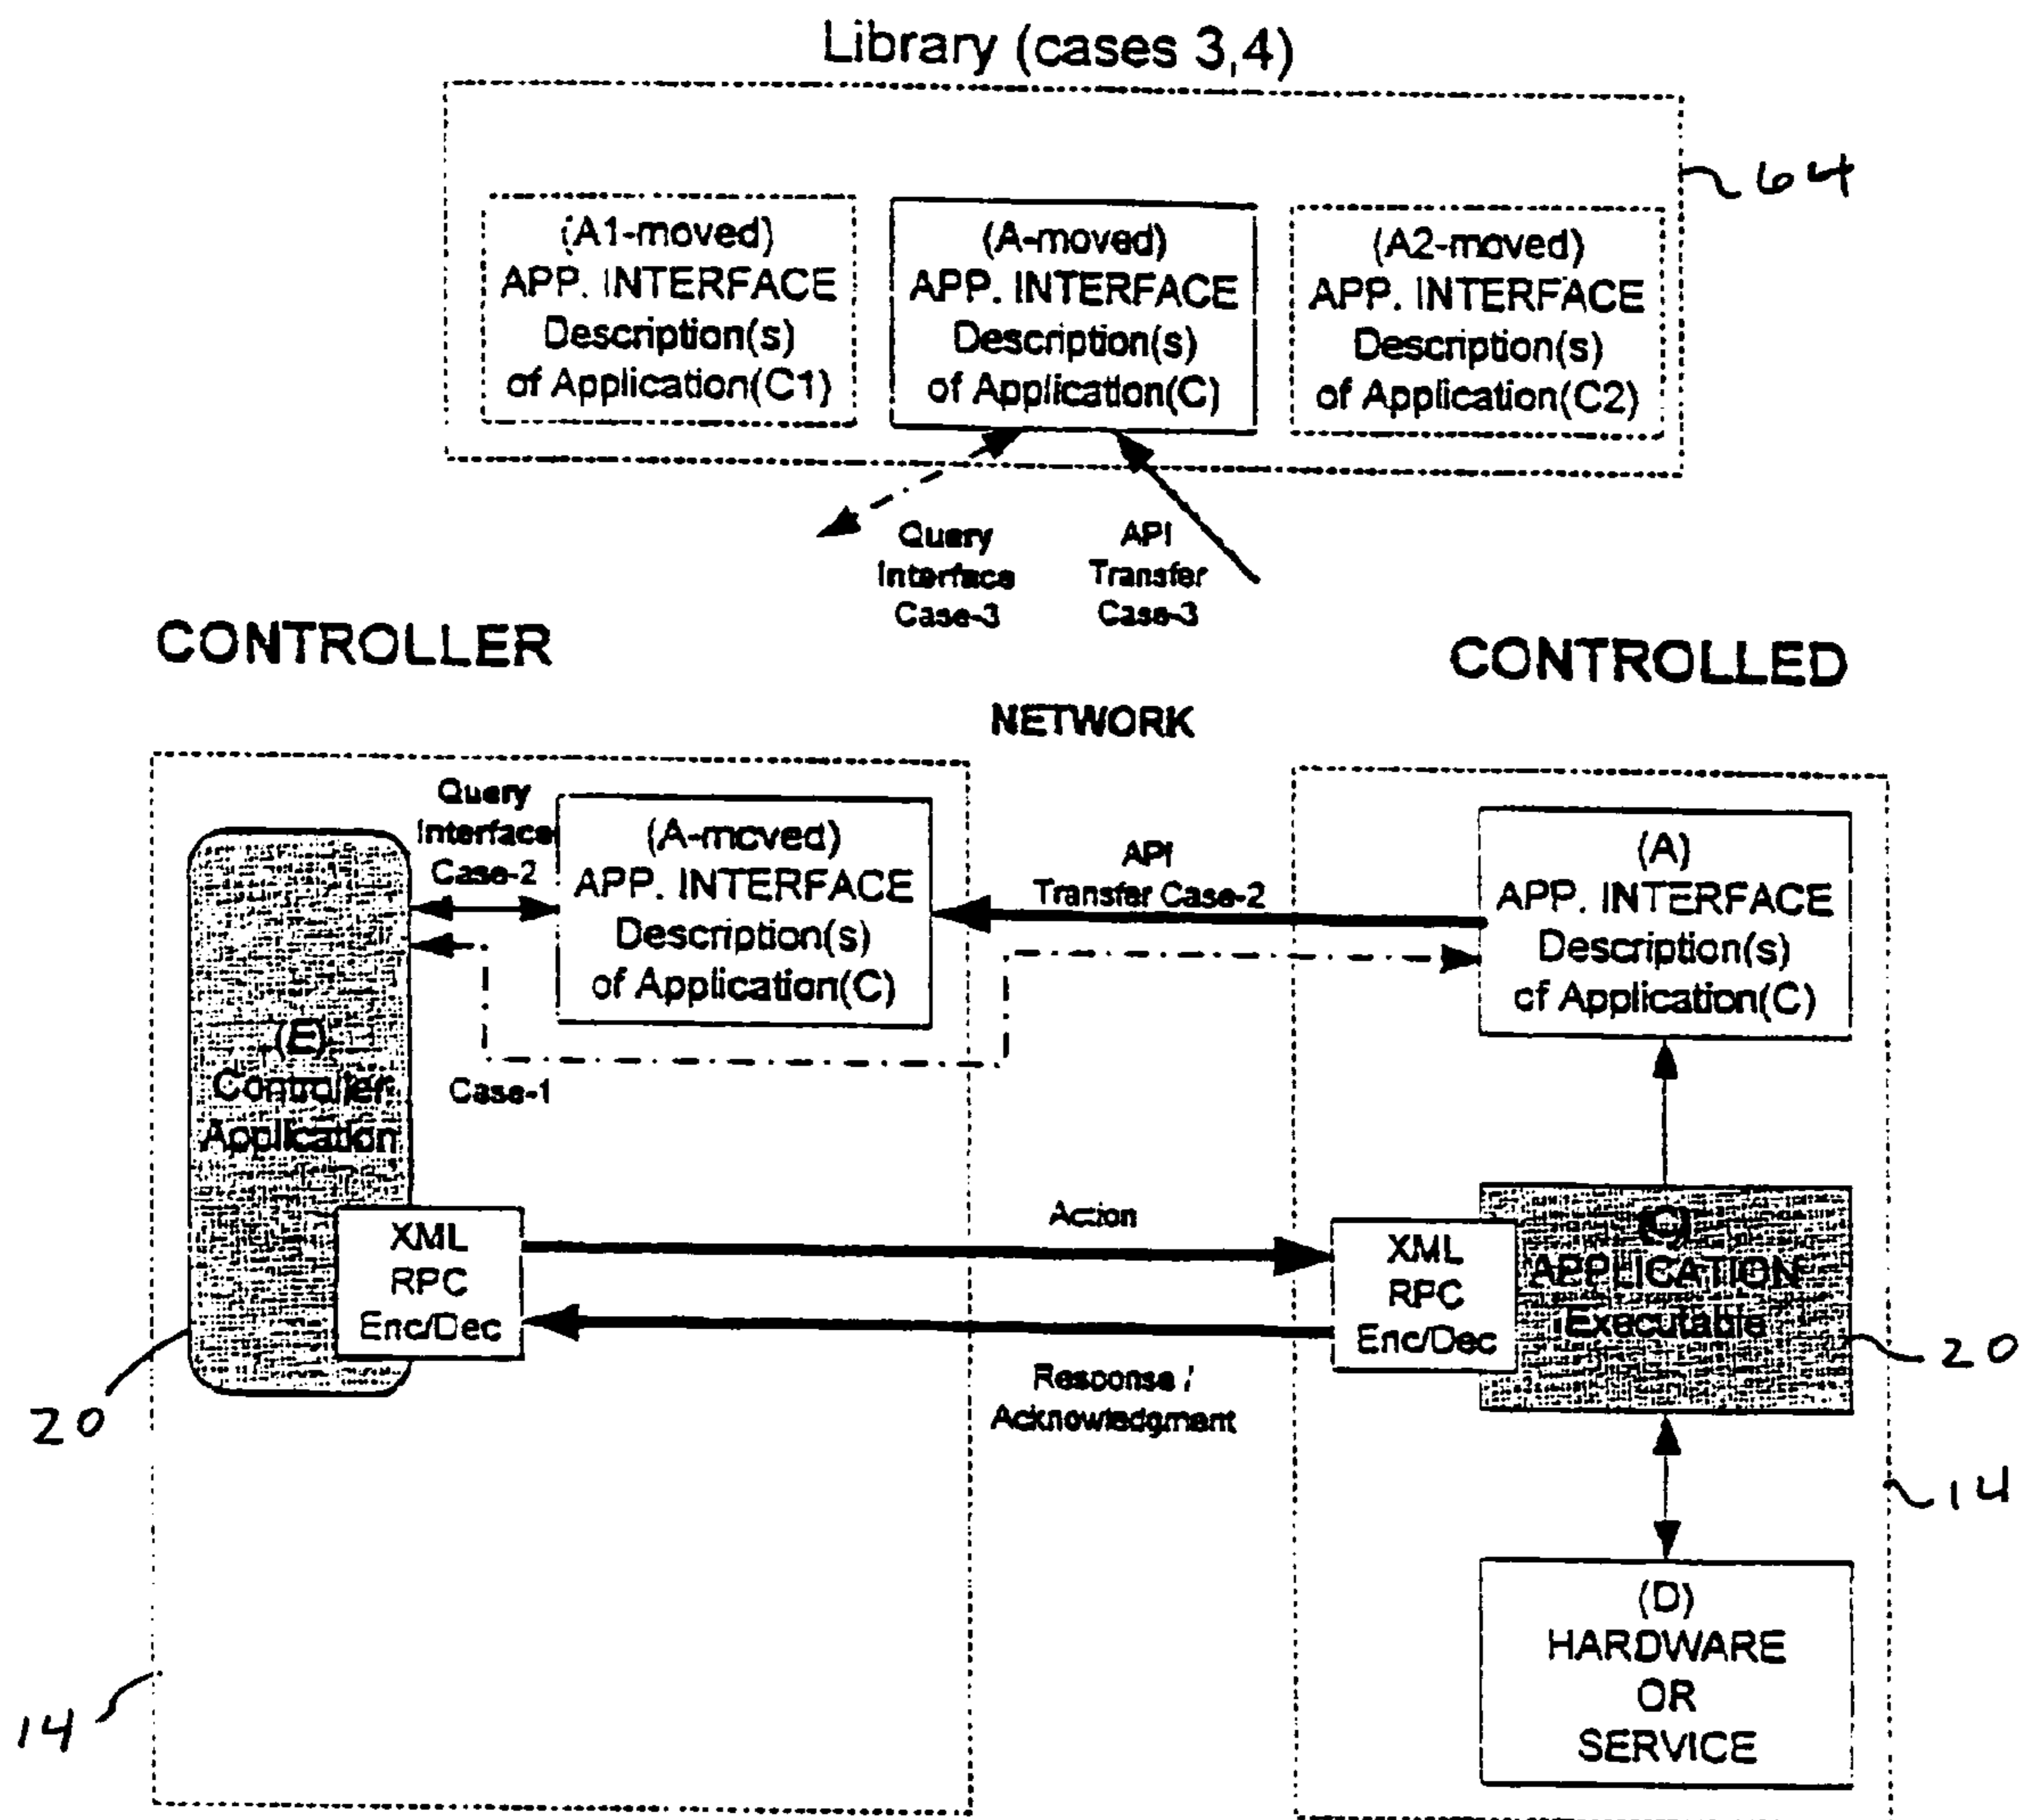 Library (cases 3,4)
64
(A1-moved)
APP. INTERFACE
Description(s)
of Application(C1)
(A-moved)
APP. INTERFACE
Description(s)
of Application(C)
(A2-moved)
APP. INTERFACE
Description(s)
of Application(C2)
Query
Interface
Case-3
API
Transfer
Case-3
CONTROLLER
CONTROLLED
NETWORK
Query
Interface
Case-2
(A-moved)
APP. INTERFACE
Description(s)
of Application(C)
API
Transfer Case-2
(A)
APP. INTERFACE
Description(s)
of Application(C)
(E)
Controller
Application
Case-1
XML
RPC
Enc/Dec
Action
XML
RPC
Enc/Dec
(C)
APPLICATION
Executable
Response /
Acknowledgment
20
20
14
(D)
HARDWARE
OR
SERVICE
14